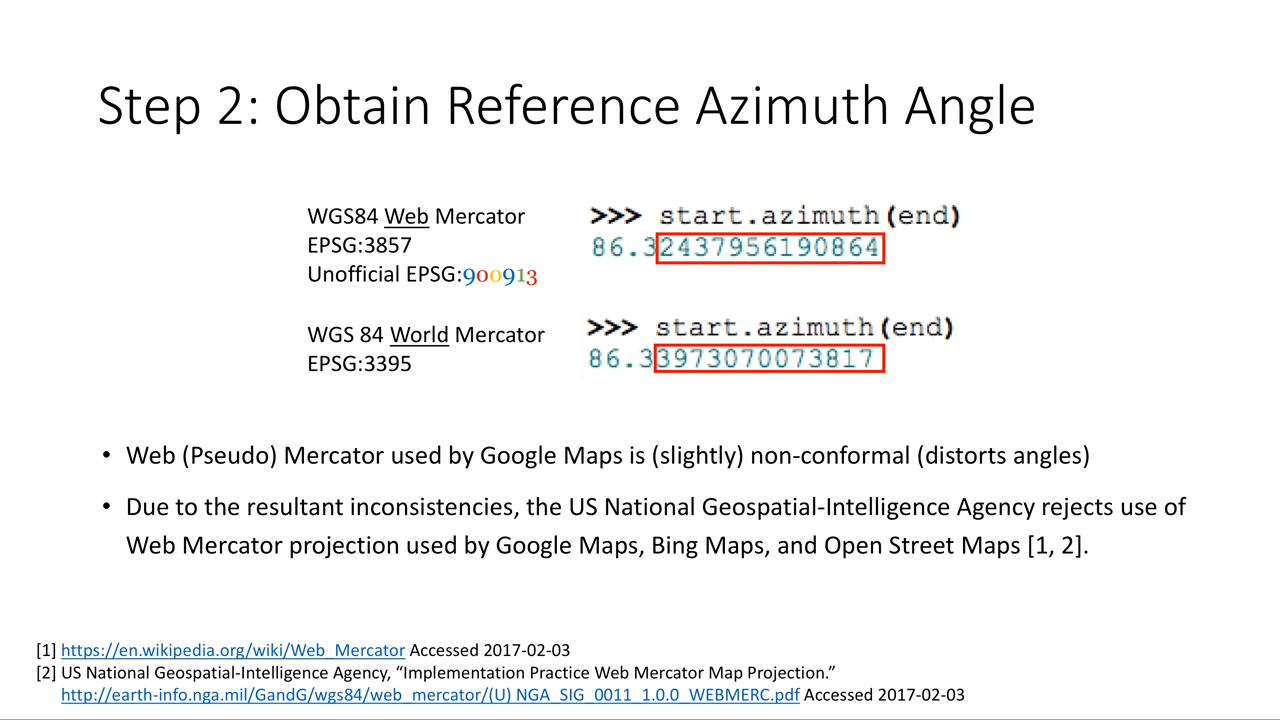 Step 2: Obtain Reference Azimuth Angle
WGS84 Web Mercator
EPSG:3857
Unofficial EPSG:900913
>>> start.azimuth(end)
86.32437956190864
WGS 84 World Mercator
EPSG:3395
>>> start.azimuth(end)
86.33973070073817
• Web (Pseudo) Mercator used by Google Maps is (slightly) non-conformal (distorts angles)
• Due to the resultant inconsistencies, the US National Geospatial-Intelligence Agency rejects use of
Web Mercator projection used by Google Maps, Bing Maps, and Open Street Maps [1, 2].
[1] https://en.wikipedia.org/wiki/Web_Mercator Accessed 2017-02-03
[2] US National Geospatial-Intelligence Agency, “Implementation Practice Web Mercator Map Projection.”
http://earth-info.nga.mil/GandG/wgs84/web_mercator/(U) NGA_SIG_0011_1.0.0_WEBMERC.pdf Accessed 2017-02-03